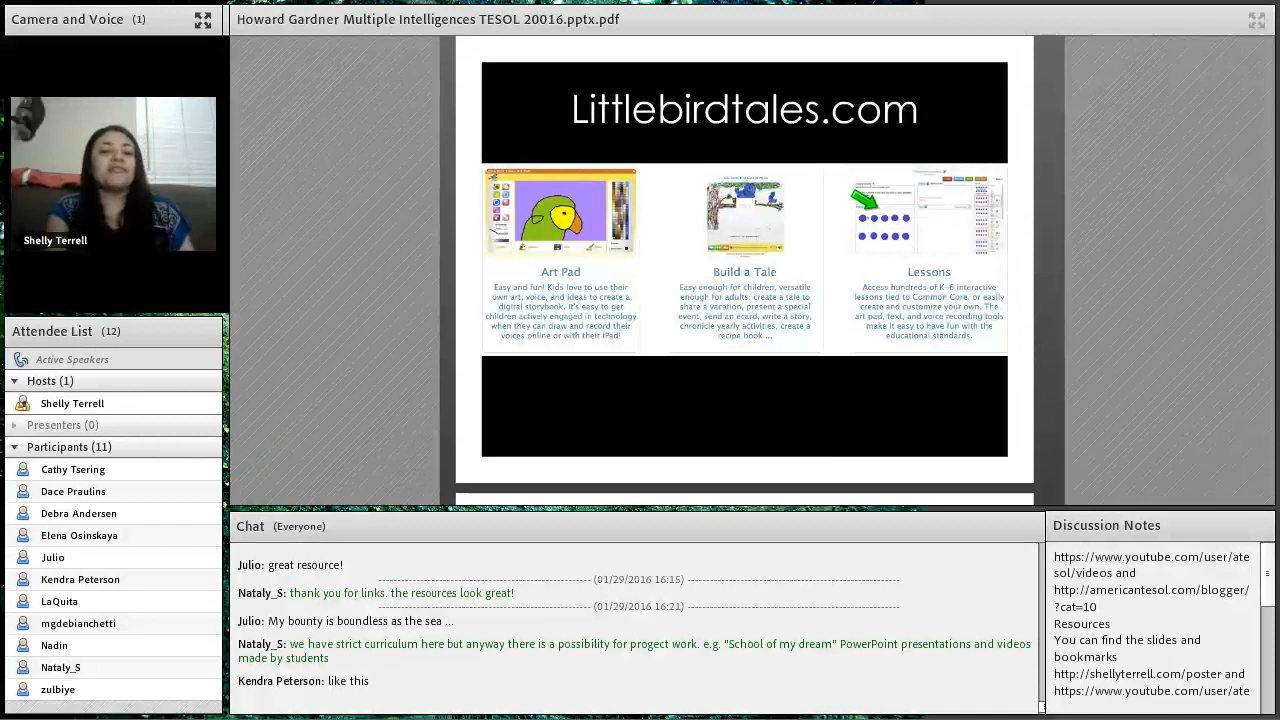 Camera and Voice (1)
Howard Gardner Multiple Intelligences TESOL 20016.pptx.pdf
Shelly Terrell
Littlebirdtales.com
Art Pad
Easy and fun! Kids love to use their
own art, voice, and ideas to create a
digital storybook. It's easy to get
children actively engaged in technology
when they can draw and record their
voices online or with their iPad!
Build a Tale
Easy enough for children, versatile
enough for adults: create a tale to
share a vacation, present a special
event, send an ecard, write a story,
chronicle yearly activities, create a
recipe book ...
Lessons
Access hundreds of K-6 interactive
lessons tied to Common Core, or easily
create and customize your own. The
art pad, text, and voice recording tools
make it easy to have fun with the
educational standards.
Attendee List (12)
Active Speakers
Hosts (1)
Shelly Terrell
Presenters (0)
Participants (11)
Cathy Tsering
Dace Praulins
Debra Andersen
Elena Osinskaya
Julio
Kendra Peterson
LaQuita
mgdebianchetti
Nadin
Nataly_S
zulbiye
Chat (Everyone)
Julio: great resource!
(01/29/2016 16:15)
Nataly_S: thank you for links. the resources look great!
(01/29/2016 16:21)
Julio: My bounty is boundless as the sea ...
Nataly_S: we have strict curriculum here but anyway there is a possibility for progect work. e.g. "School of my dream" PowerPoint presentations and videos
made by students
Kendra Peterson: like this
Discussion Notes
https://www.youtube.com/user/ate
sol/videos and
http://americantesol.com/blogger/
?cat=10
Resources
You can find the slides and
bookmarks
http://shellyterrell.com/poster and
https://www.youtube.com/user/ate